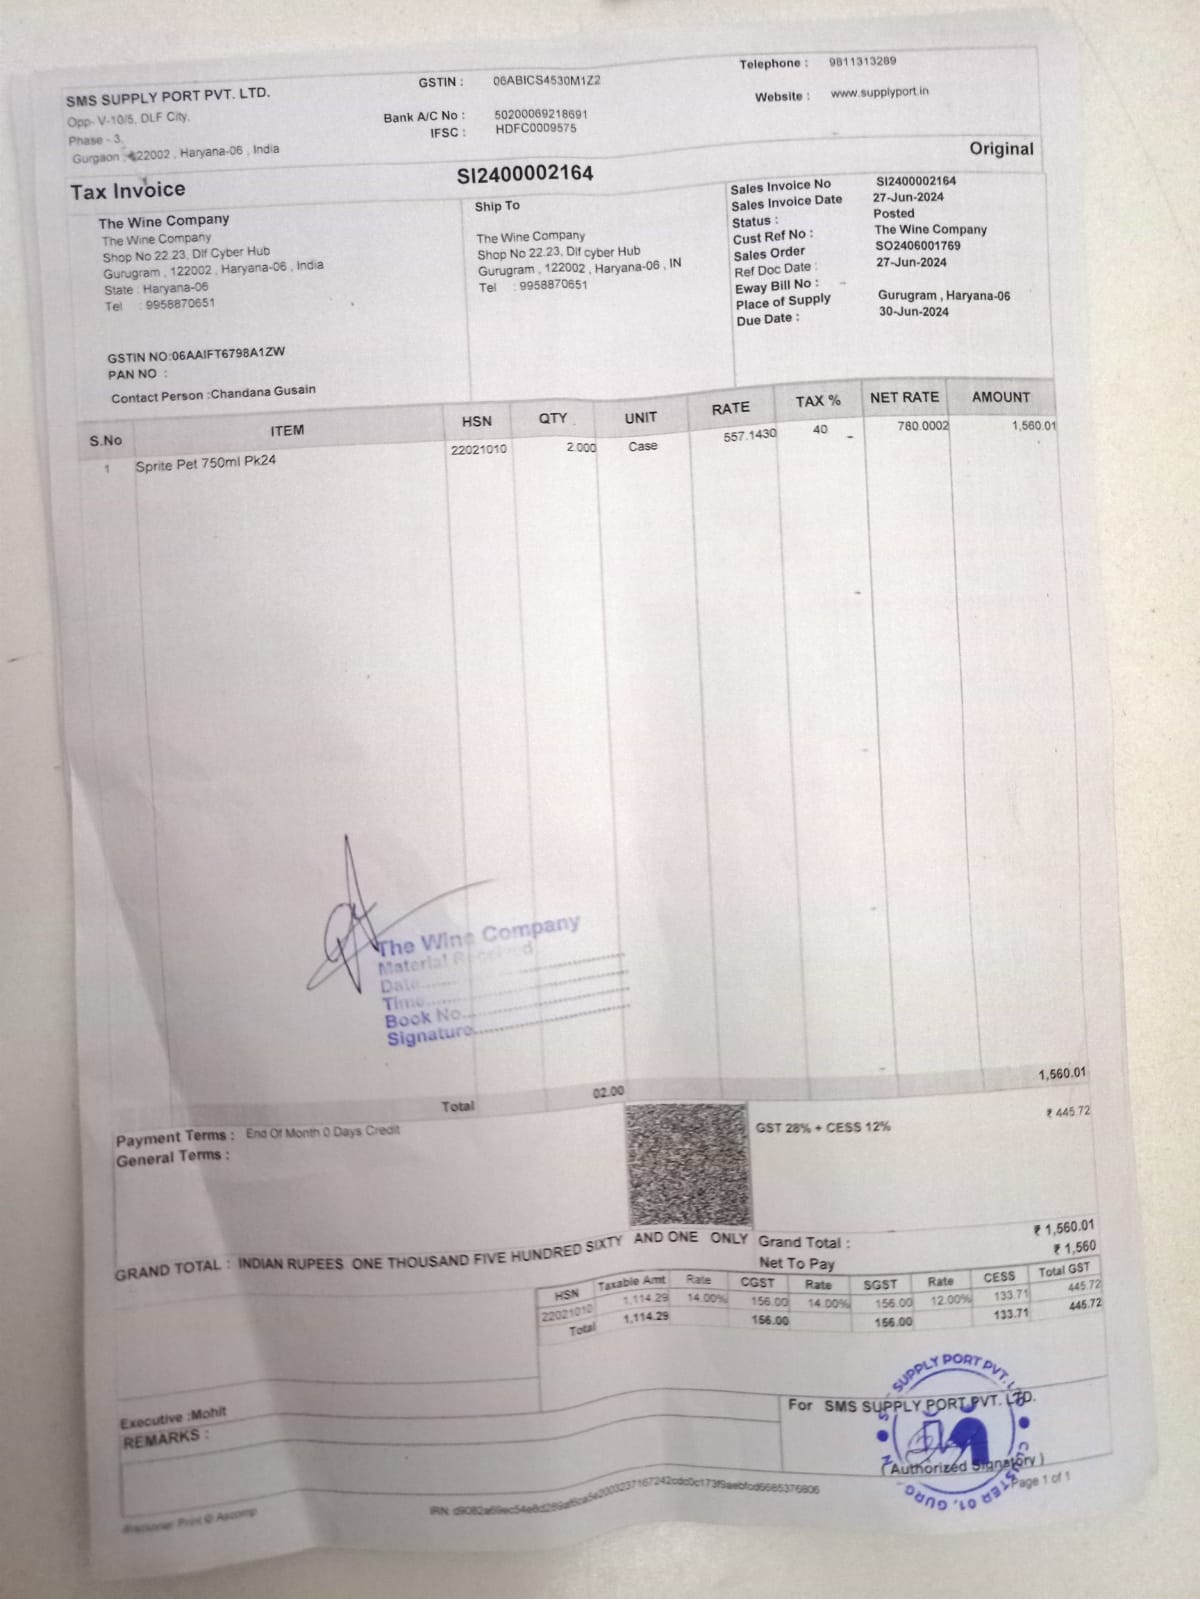 SMS SUPPLY PORT PVT. LTD.
Opp- V-10/5, DLF City,
Phase - 3,
Gurgaon , 122002 , Haryana-06 , India
GSTIN : 06ABICS4530M1Z2
Bank A/C No : 50200069218691
IFSC : HDFC0009575
Telephone : 9811313289
Website : www.supplyport.in
Original
Tax Invoice
SI2400002164
The Wine Company
The Wine Company
Shop No 22.23, Dlf Cyber Hub
Gurugram , 122002 , Haryana-06 , India
State : Haryana-06
Tel : 9958870651
GSTIN NO:06AAIFT6798A1ZW
PAN NO :
Contact Person :Chandana Gusain
Ship To
The Wine Company
Shop No 22.23, Dlf cyber Hub
Gurugram , 122002 , Haryana-06 , IN
Tel : 9958870651
Sales Invoice No SI2400002164
Sales Invoice Date 27-Jun-2024
Status : Posted
Cust Ref No : The Wine Company
Sales Order SO2406001769
Ref Doc Date : 27-Jun-2024
Eway Bill No :
Place of Supply Gurugram , Haryana-06
Due Date : 30-Jun-2024
S.No ITEM HSN QTY UNIT RATE TAX % NET RATE AMOUNT
1 Sprite Pet 750ml Pk24 22021010 2.000 Case 557.1430 40 780.0002 1,560.01
The Wine Company
Material Received
Date
Time
Book No.
Signature
Total 02.00 1,560.01
Payment Terms : End Of Month 0 Days Credit
General Terms :
GST 28% + CESS 12% ₹ 445.72
GRAND TOTAL : INDIAN RUPEES ONE THOUSAND FIVE HUNDRED SIXTY AND ONE ONLY
Grand Total : ₹ 1,560.01
Net To Pay ₹ 1,560
HSN Taxable Amt Rate CGST Rate SGST Rate CESS Total GST
22021010 1,114.29 14.00% 156.00 14.00% 156.00 12.00% 133.71 445.72
Total 1,114.29 156.00 156.00 133.71 445.72
Executive :Mohit
REMARKS :
For SMS SUPPLY PORT PVT. LTD.
SUPPLY PORT PVT.
CLUSTER 01, GURG
(Authorized Signatory)
Page 1 of 1